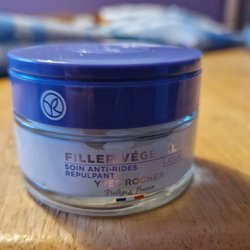 FILLER VÉGÉTAL
SOIN ANTI-RIDES
REPULPANT
YVES ROCHER